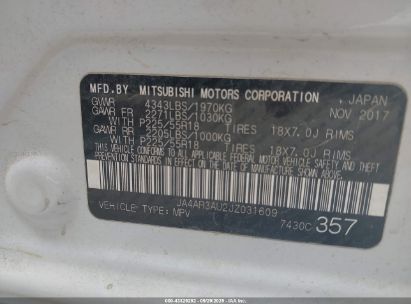 MFD.BY MITSUBISHI MOTORS CORPORATION , JAPAN
GVWR 4343LBS/1970KG NOV 2017
GAWR FR 2271LBS/1030KG
WITH P225/55R18 TIRES 18X7.0J RIMS
GAWR RR 2205LBS/1000KG
WITH P225/55R18 TIRES 18X7.0J RIMS
THIS VEHICLE CONFORMS TO ALL APPLICABLE
FEDERAL MOTOR VEHICLE SAFETY, BUMPER AND
THEFT PREVENTION STANDARDS IN EFFECT ON
THE DATE OF MANUFACTURE SHOWN ABOVE.
JA4AR3AU2JZ031609
VEHICLE TYPE: MPV 7430C 357